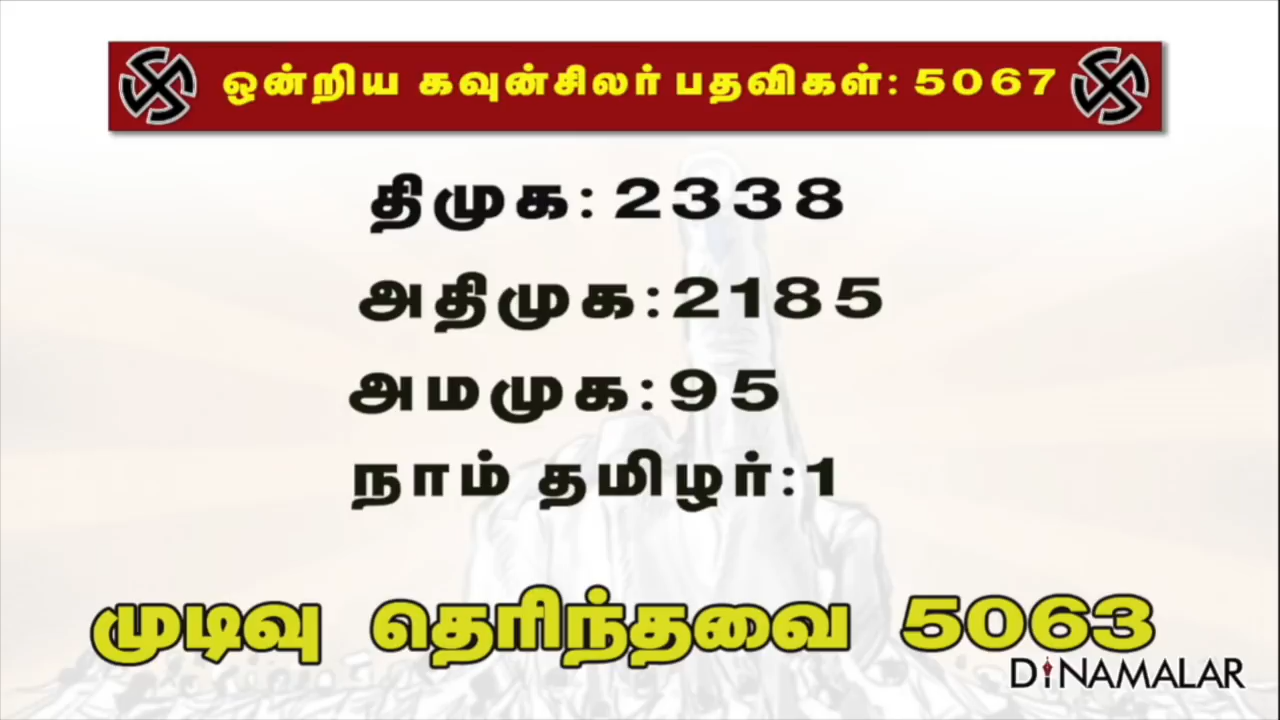 ஒன்றிய கவுன்சிலர் பதவிகள்: 5067
திமுக: 2338
அதிமுக:2185
அமமுக:95
நாம் தமிழர்:1
முடிவு தெரிந்தவை 5063
DINAMALAR